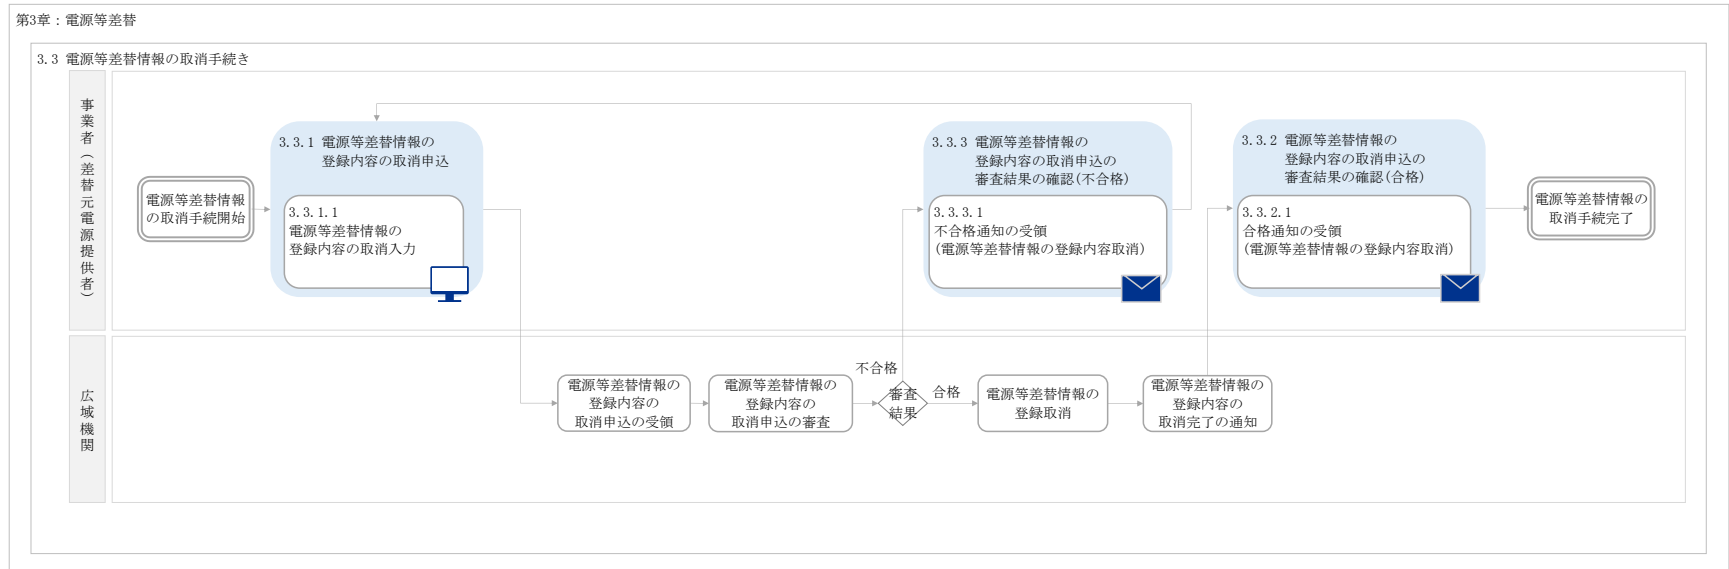 第3章：電源等差替
3.3 電源等差替情報の取消手続き
事業者（差替元電源提供者）
電源等差替情報
の取消手続開始
3.3.1 電源等差替情報の
登録内容の取消申込
3.3.1.1
電源等差替情報の
登録内容の取消入力
3.3.3 電源等差替情報の
登録内容の取消申込の
審査結果の確認(不合格)
3.3.3.1
不合格通知の受領
(電源等差替情報の登録内容取消)
3.3.2 電源等差替情報の
登録内容の取消申込の
審査結果の確認(合格)
3.3.2.1
合格通知の受領
(電源等差替情報の登録内容取消)
電源等差替情報の
取消手続完了
広域機関
電源等差替情報の
登録内容の
取消申込の受領
電源等差替情報の
登録内容の
取消申込の審査
不合格
審査
結果
合格
電源等差替情報の
登録取消
電源等差替情報の
登録内容の
取消完了の通知